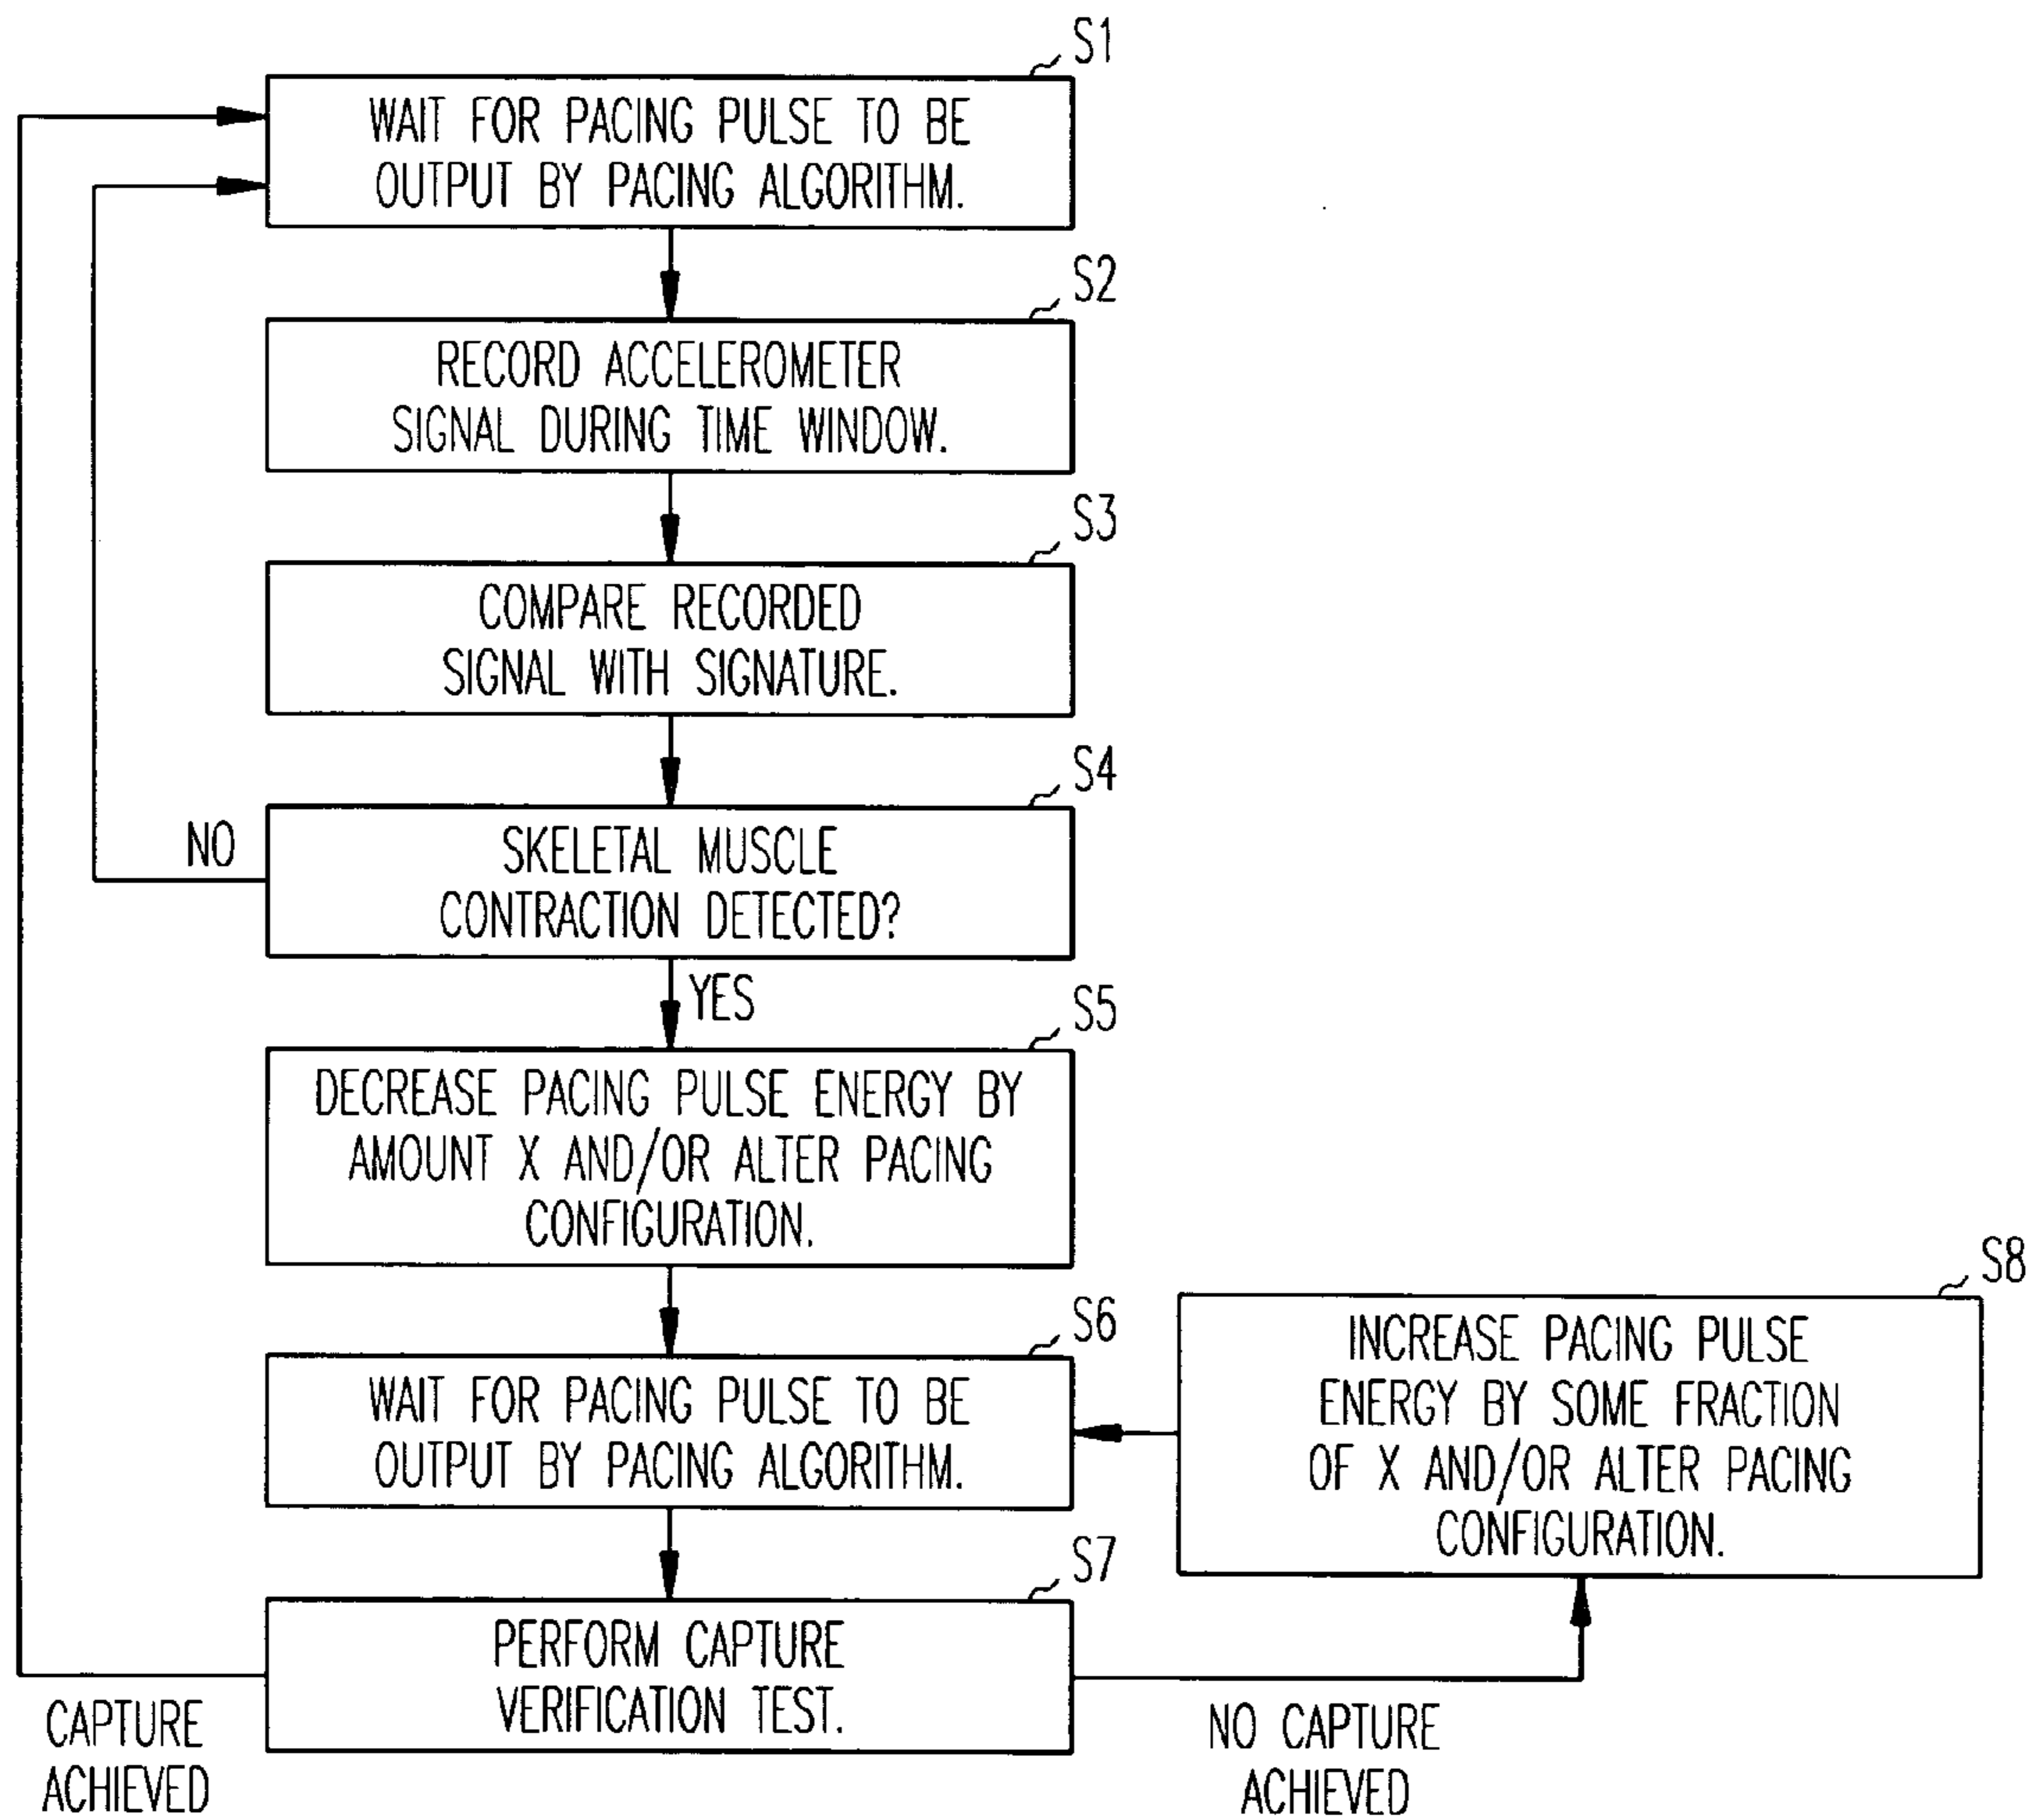 S1
WAIT FOR PACING PULSE TO BE
OUTPUT BY PACING ALGORITHM.
S2
RECORD ACCELEROMETER
SIGNAL DURING TIME WINDOW.
S3
COMPARE RECORDED
SIGNAL WITH SIGNATURE.
S4
NO
SKELETAL MUSCLE
CONTRACTION DETECTED?
YES
S5
DECREASE PACING PULSE ENERGY BY
AMOUNT X AND/OR ALTER PACING
CONFIGURATION.
S6
WAIT FOR PACING PULSE TO BE
OUTPUT BY PACING ALGORITHM.
S8
INCREASE PACING PULSE
ENERGY BY SOME FRACTION
OF X AND/OR ALTER PACING
CONFIGURATION.
S7
PERFORM CAPTURE
VERIFICATION TEST.
CAPTURE
ACHIEVED
NO CAPTURE
ACHIEVED